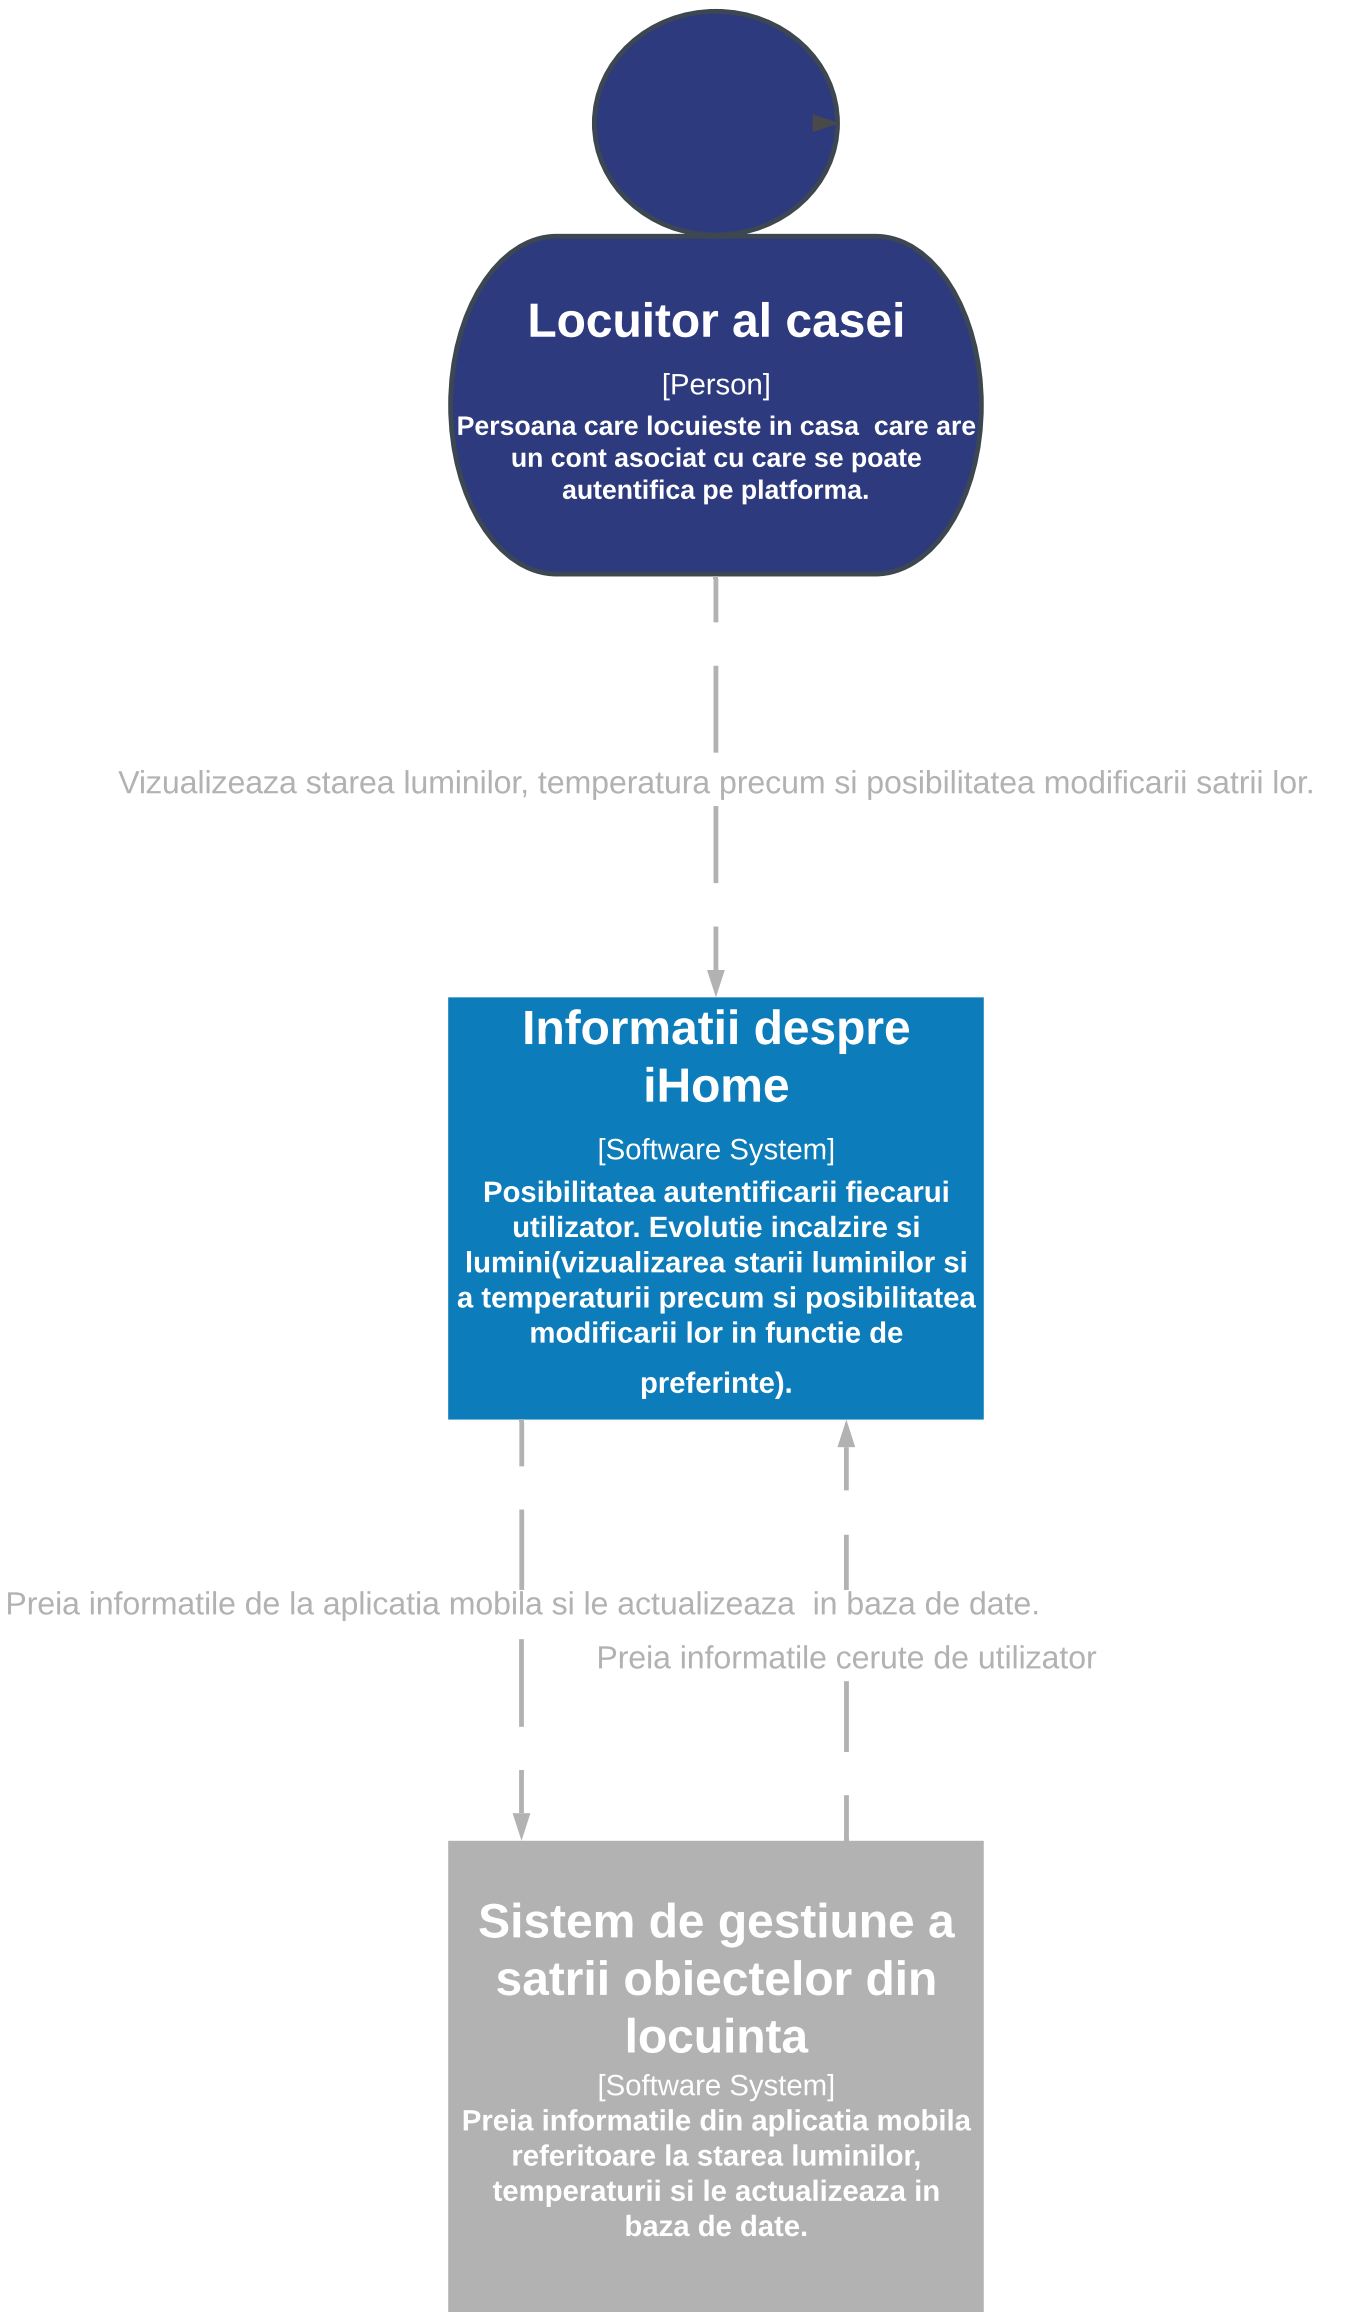 Locuitor al casei
[Person]
Persoana care locuieste in casa  care are
un cont asociat cu care se poate
autentifica pe platforma.
Vizualizeaza starea luminilor, temperatura precum si posibilitatea modificarii satrii lor.
Informatii despre
iHome
[Software System]
Posibilitatea autentificarii fiecarui
utilizator. Evolutie incalzire si
lumini(vizualizarea starii luminilor si
a temperaturii precum si posibilitatea
modificarii lor in functie de
preferinte).
Preia informatile de la aplicatia mobila si le actualizeaza  in baza de date.
Preia informatile cerute de utilizator
Sistem de gestiune a
satrii obiectelor din
locuinta
[Software System]
Preia informatile din aplicatia mobila
referitoare la starea luminilor,
temperaturii si le actualizeaza in
baza de date.